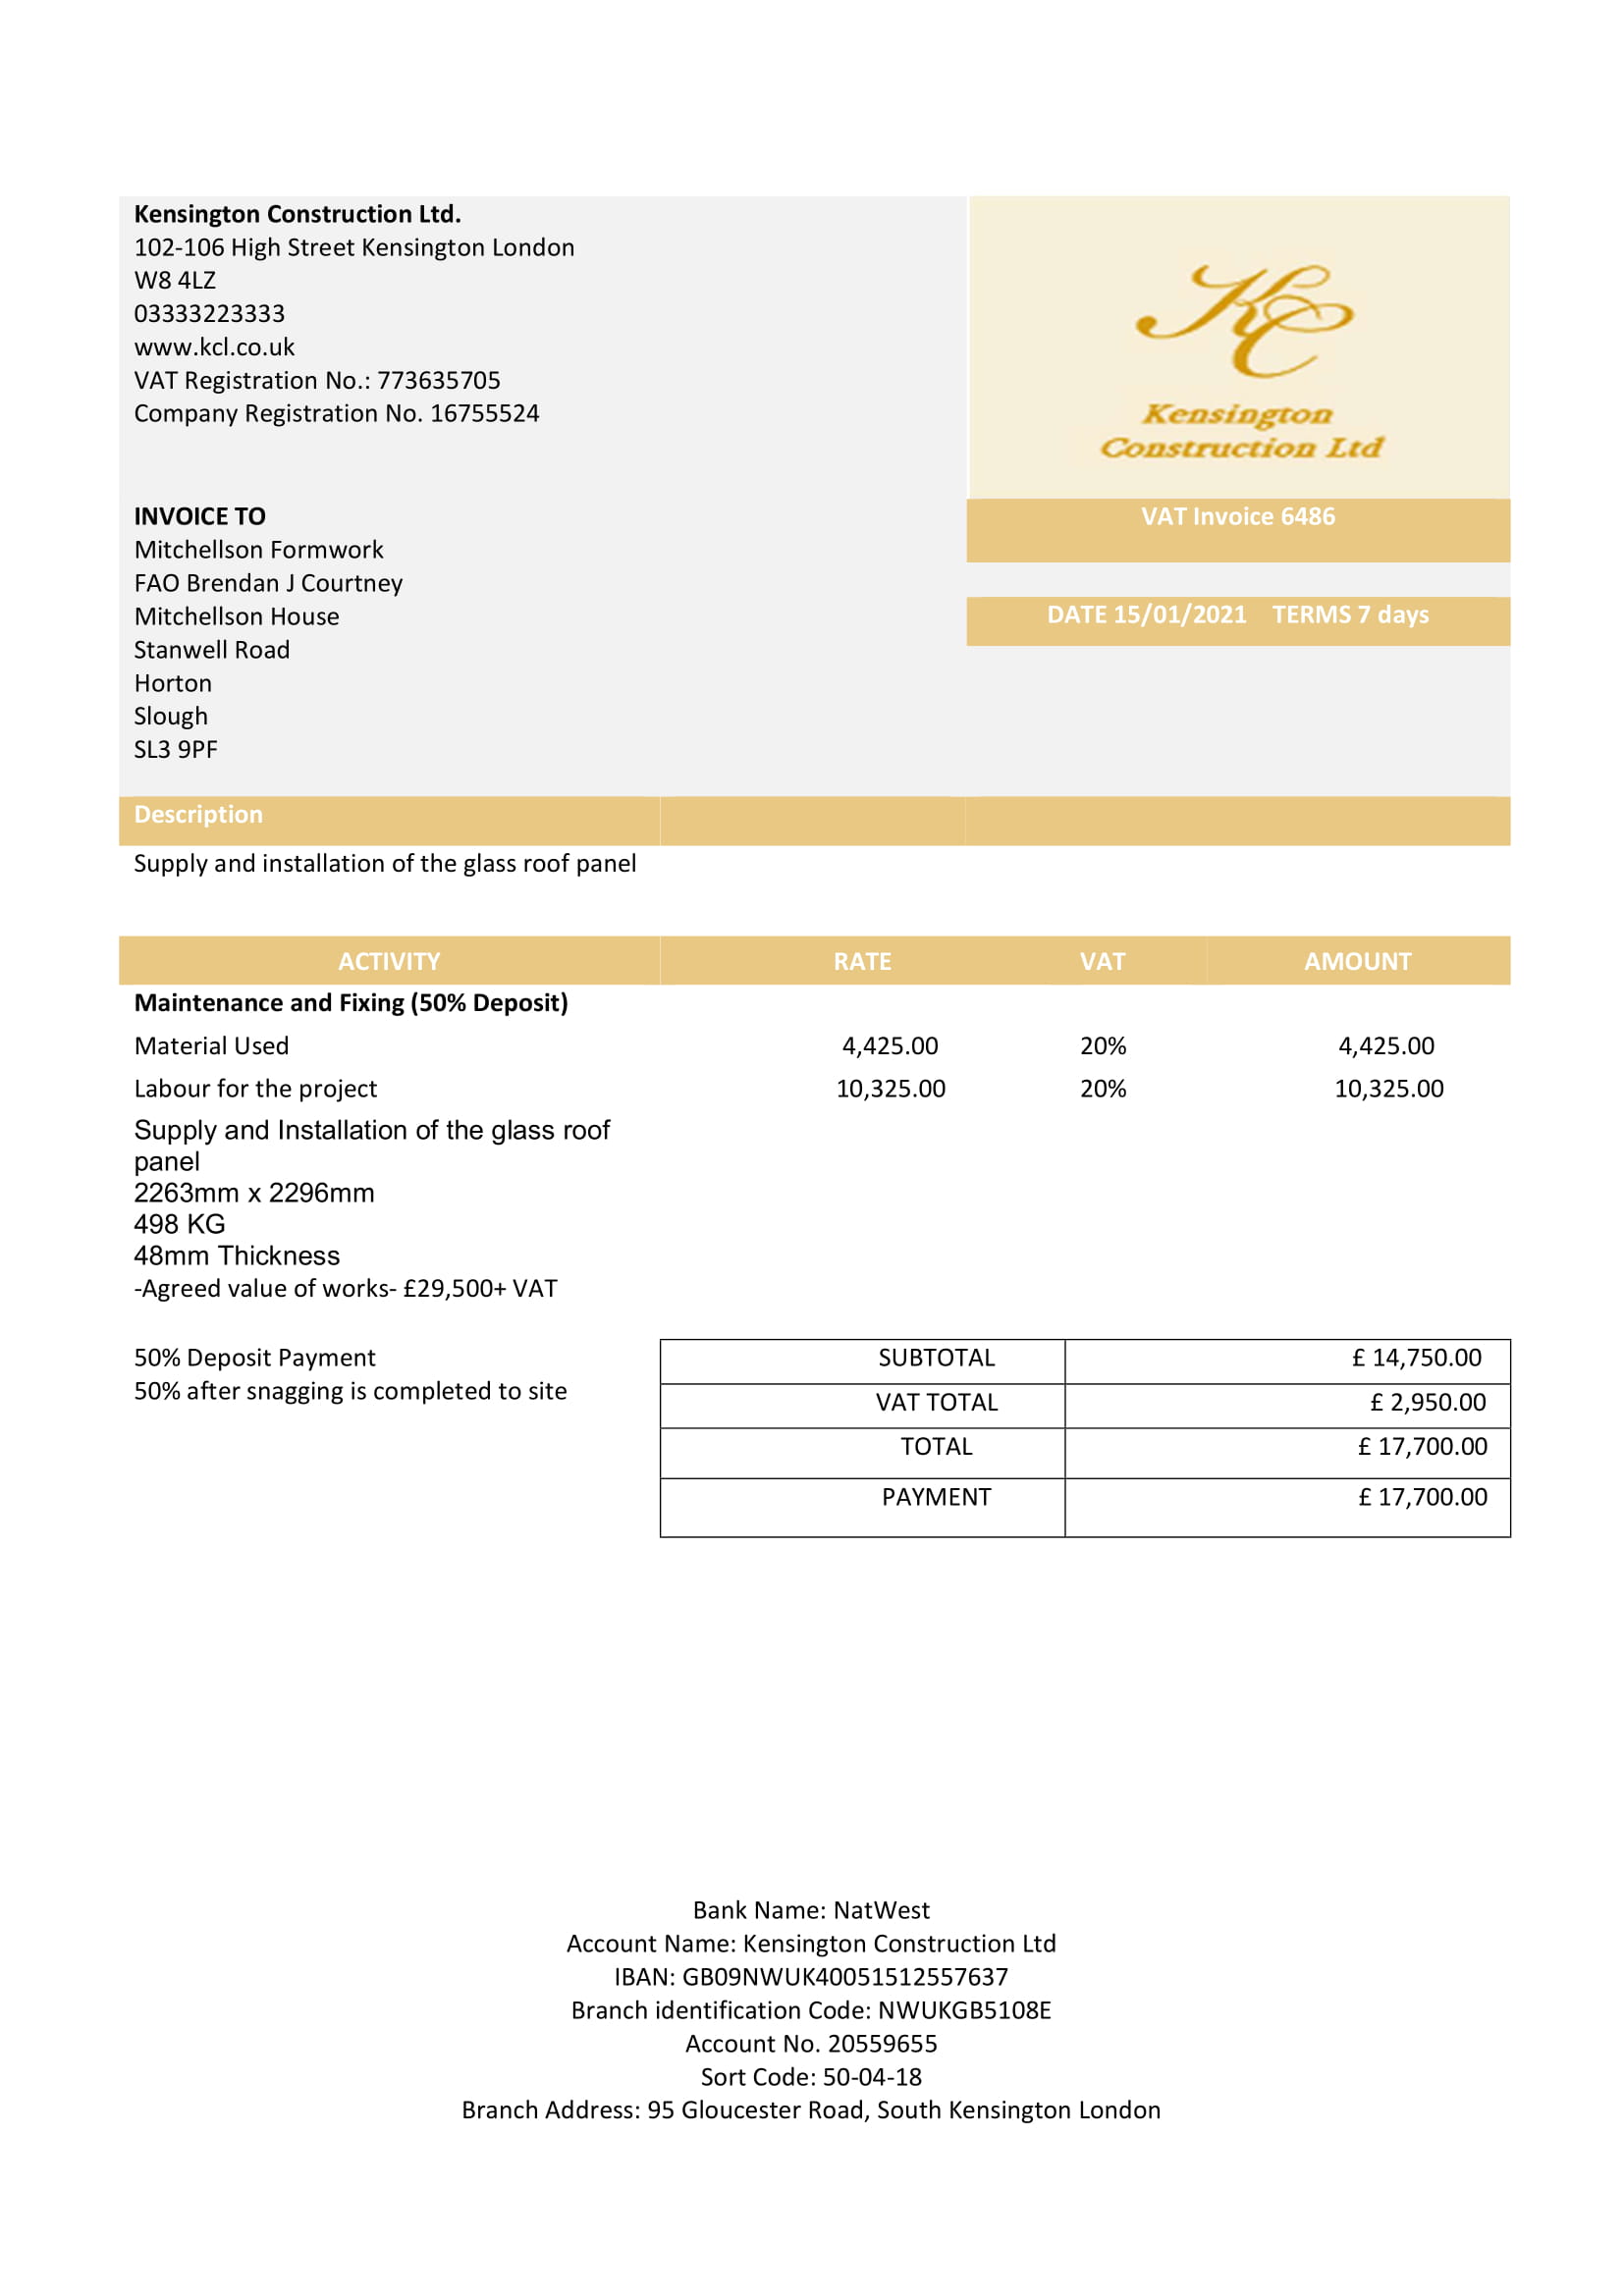 Kensington Construction Ltd.
102-106 High Street Kensington London
W8 4LZ
03333223333
www.kcl.co.uk
VAT Registration No.: 773635705
Company Registration No. 16755524
KC
Kensington
Construction Ltd
INVOICE TO
Mitchellson Formwork
FAO Brendan J Courtney
Mitchellson House
Stanwell Road
Horton
Slough
SL3 9PF
VAT Invoice 6486
DATE 15/01/2021 TERMS 7 days
Description
Supply and installation of the glass roof panel
ACTIVITY RATE VAT AMOUNT
Maintenance and Fixing (50% Deposit)
Material Used 4,425.00 20% 4,425.00
Labour for the project 10,325.00 20% 10,325.00
Supply and Installation of the glass roof
panel
2263mm x 2296mm
498 KG
48mm Thickness
-Agreed value of works- £29,500+ VAT
50% Deposit Payment
50% after snagging is completed to site
SUBTOTAL £ 14,750.00
VAT TOTAL £ 2,950.00
TOTAL £ 17,700.00
PAYMENT £ 17,700.00
Bank Name: NatWest
Account Name: Kensington Construction Ltd
IBAN: GB09NWUK40051512557637
Branch identification Code: NWUKGB5108E
Account No. 20559655
Sort Code: 50-04-18
Branch Address: 95 Gloucester Road, South Kensington London